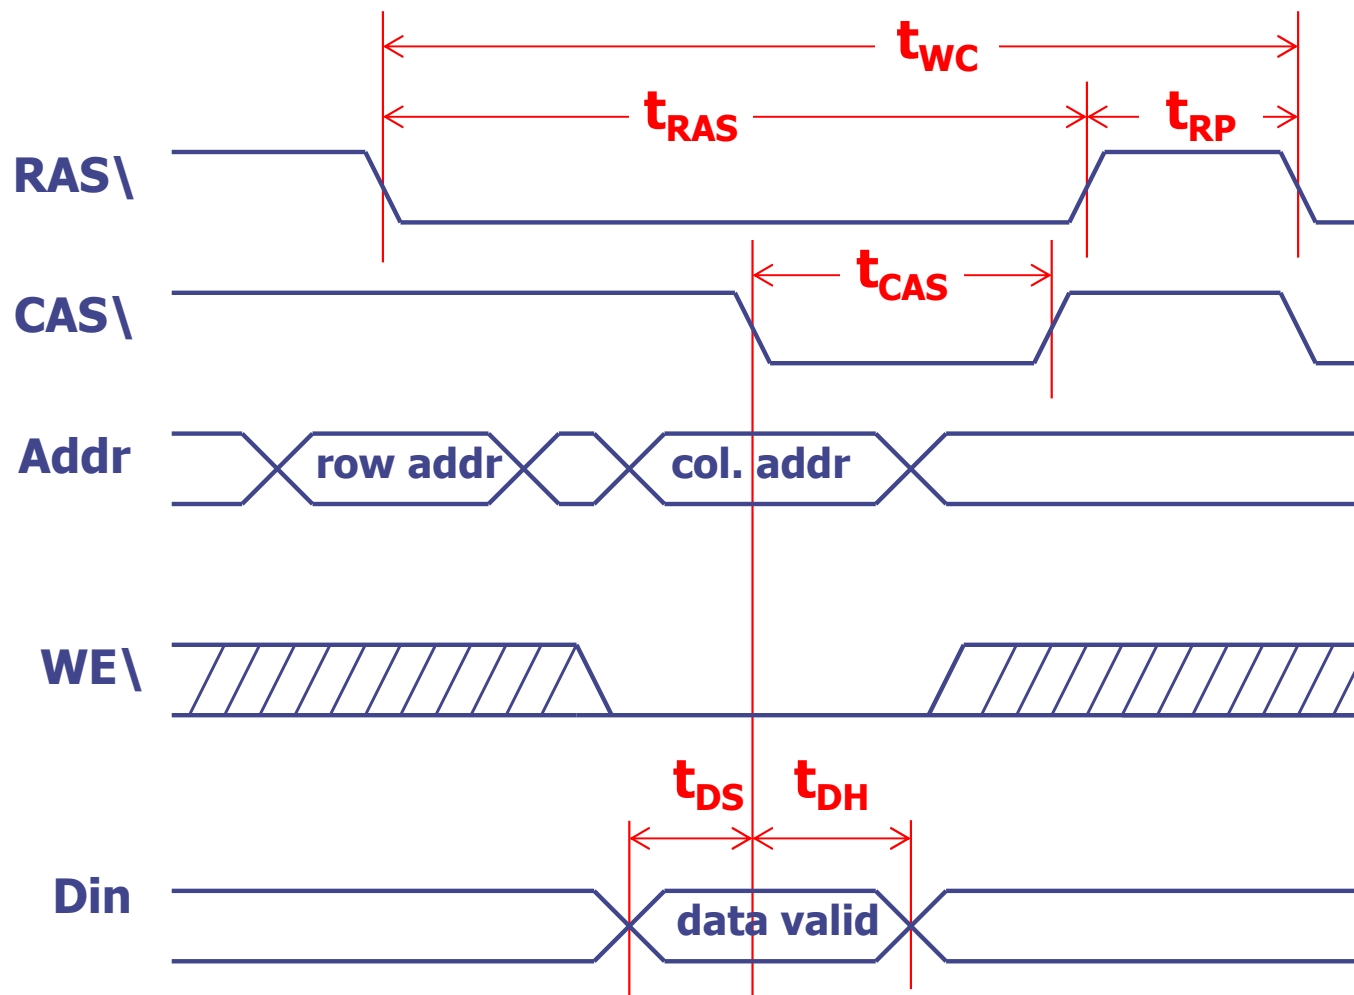 tWC
tRAS
tRP
RAS\
tCAS
CAS\
Addr
row addr
col. addr
WE\
tDS
tDH
Din
data valid